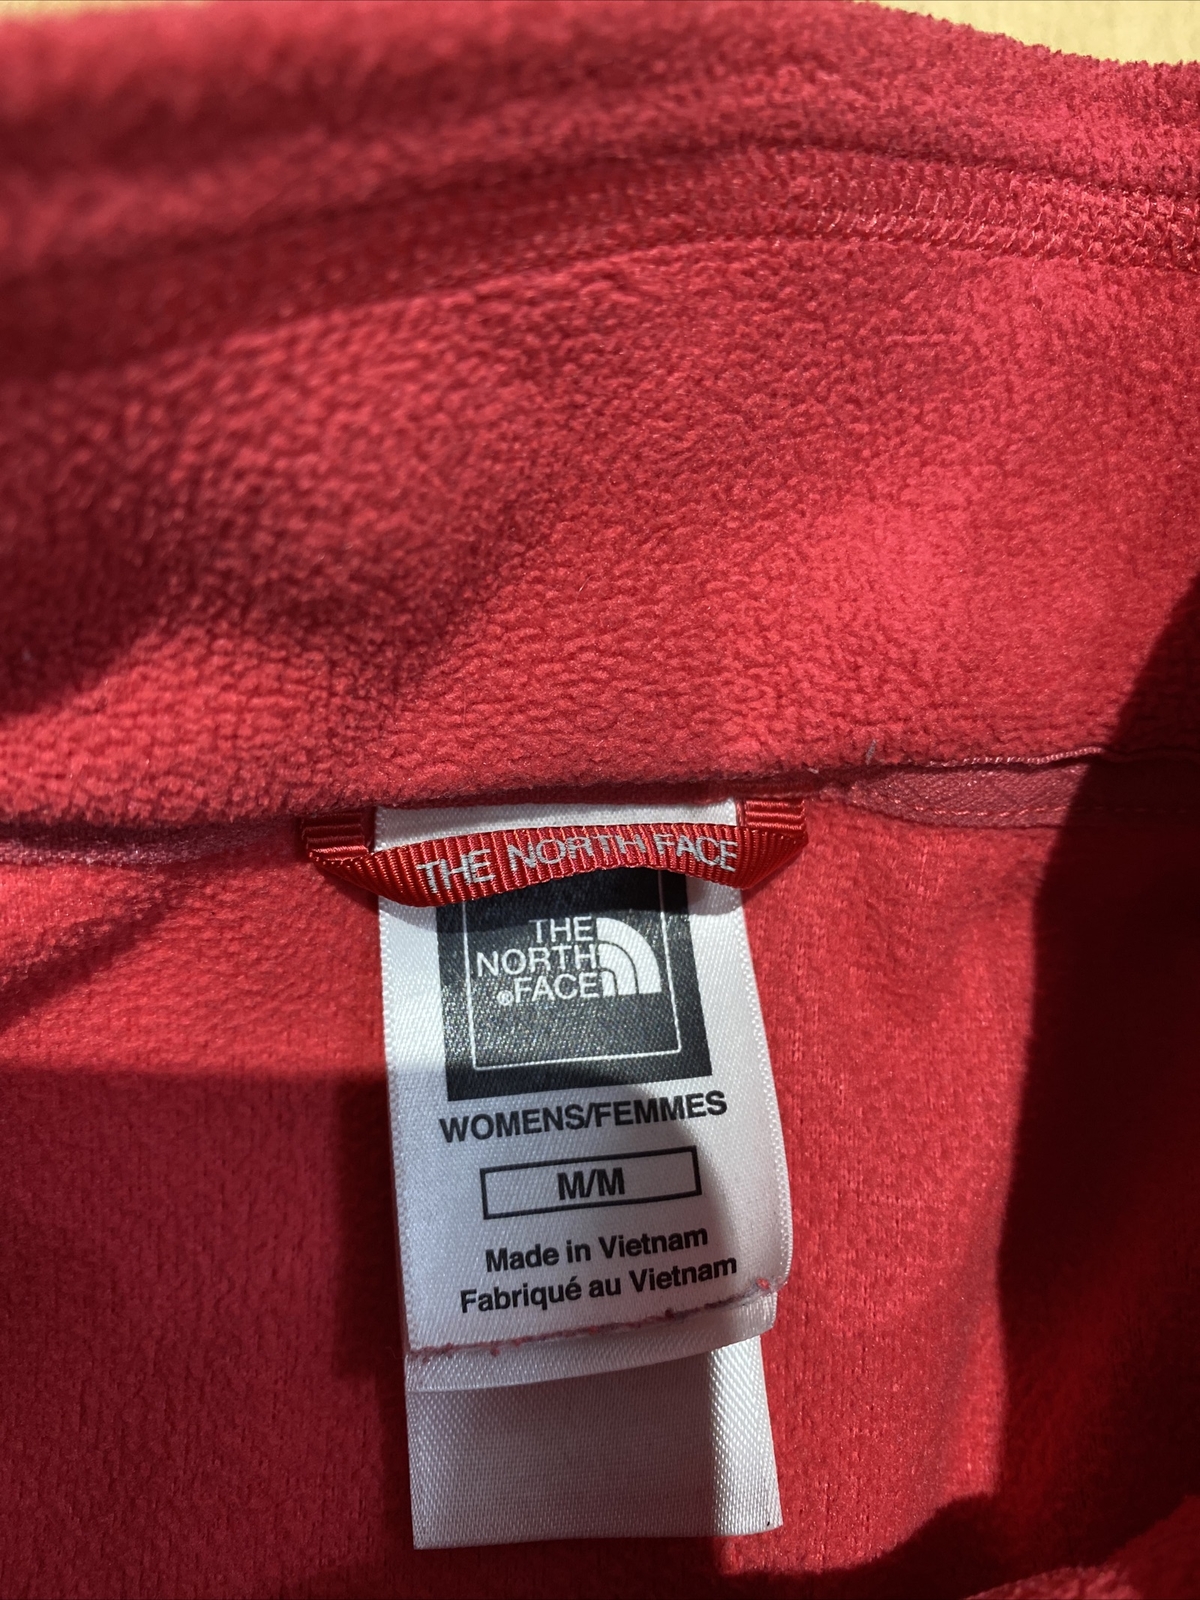 THE NORTH FACE
THE
NORTH
®FACE
WOMENS/FEMMES
M/M
Made in Vietnam
Fabriqué au Vietnam